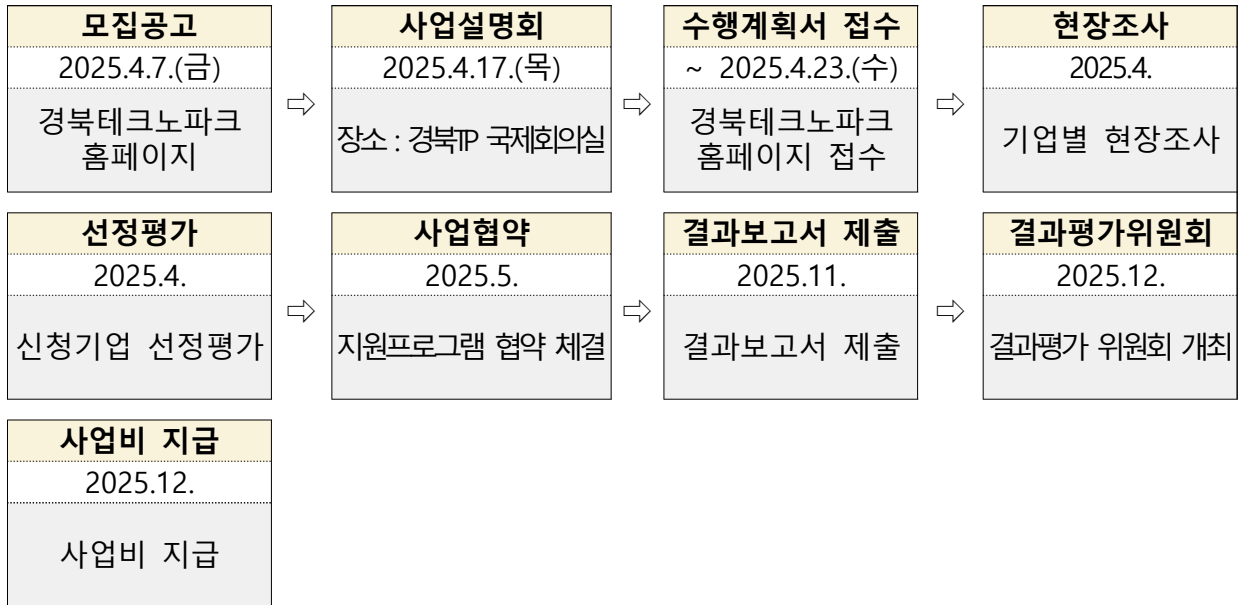 모집공고
2025.4.7.(금)
경북테크노파크
홈페이지
⇨
사업설명회
2025.4.17.(목)
장소 : 경북TP 국제회의실
⇨
수행계획서 접수
~ 2025.4.23.(수)
경북테크노파크
홈페이지 접수
⇨
현장조사
2025.4.
기업별 현장조사
선정평가
2025.4.
신청기업 선정평가
⇨
사업협약
2025.5.
지원프로그램 협약 체결
⇨
결과보고서 제출
2025.11.
결과보고서 제출
⇨
결과평가위원회
2025.12.
결과평가 위원회 개최
사업비 지급
2025.12.
사업비 지급